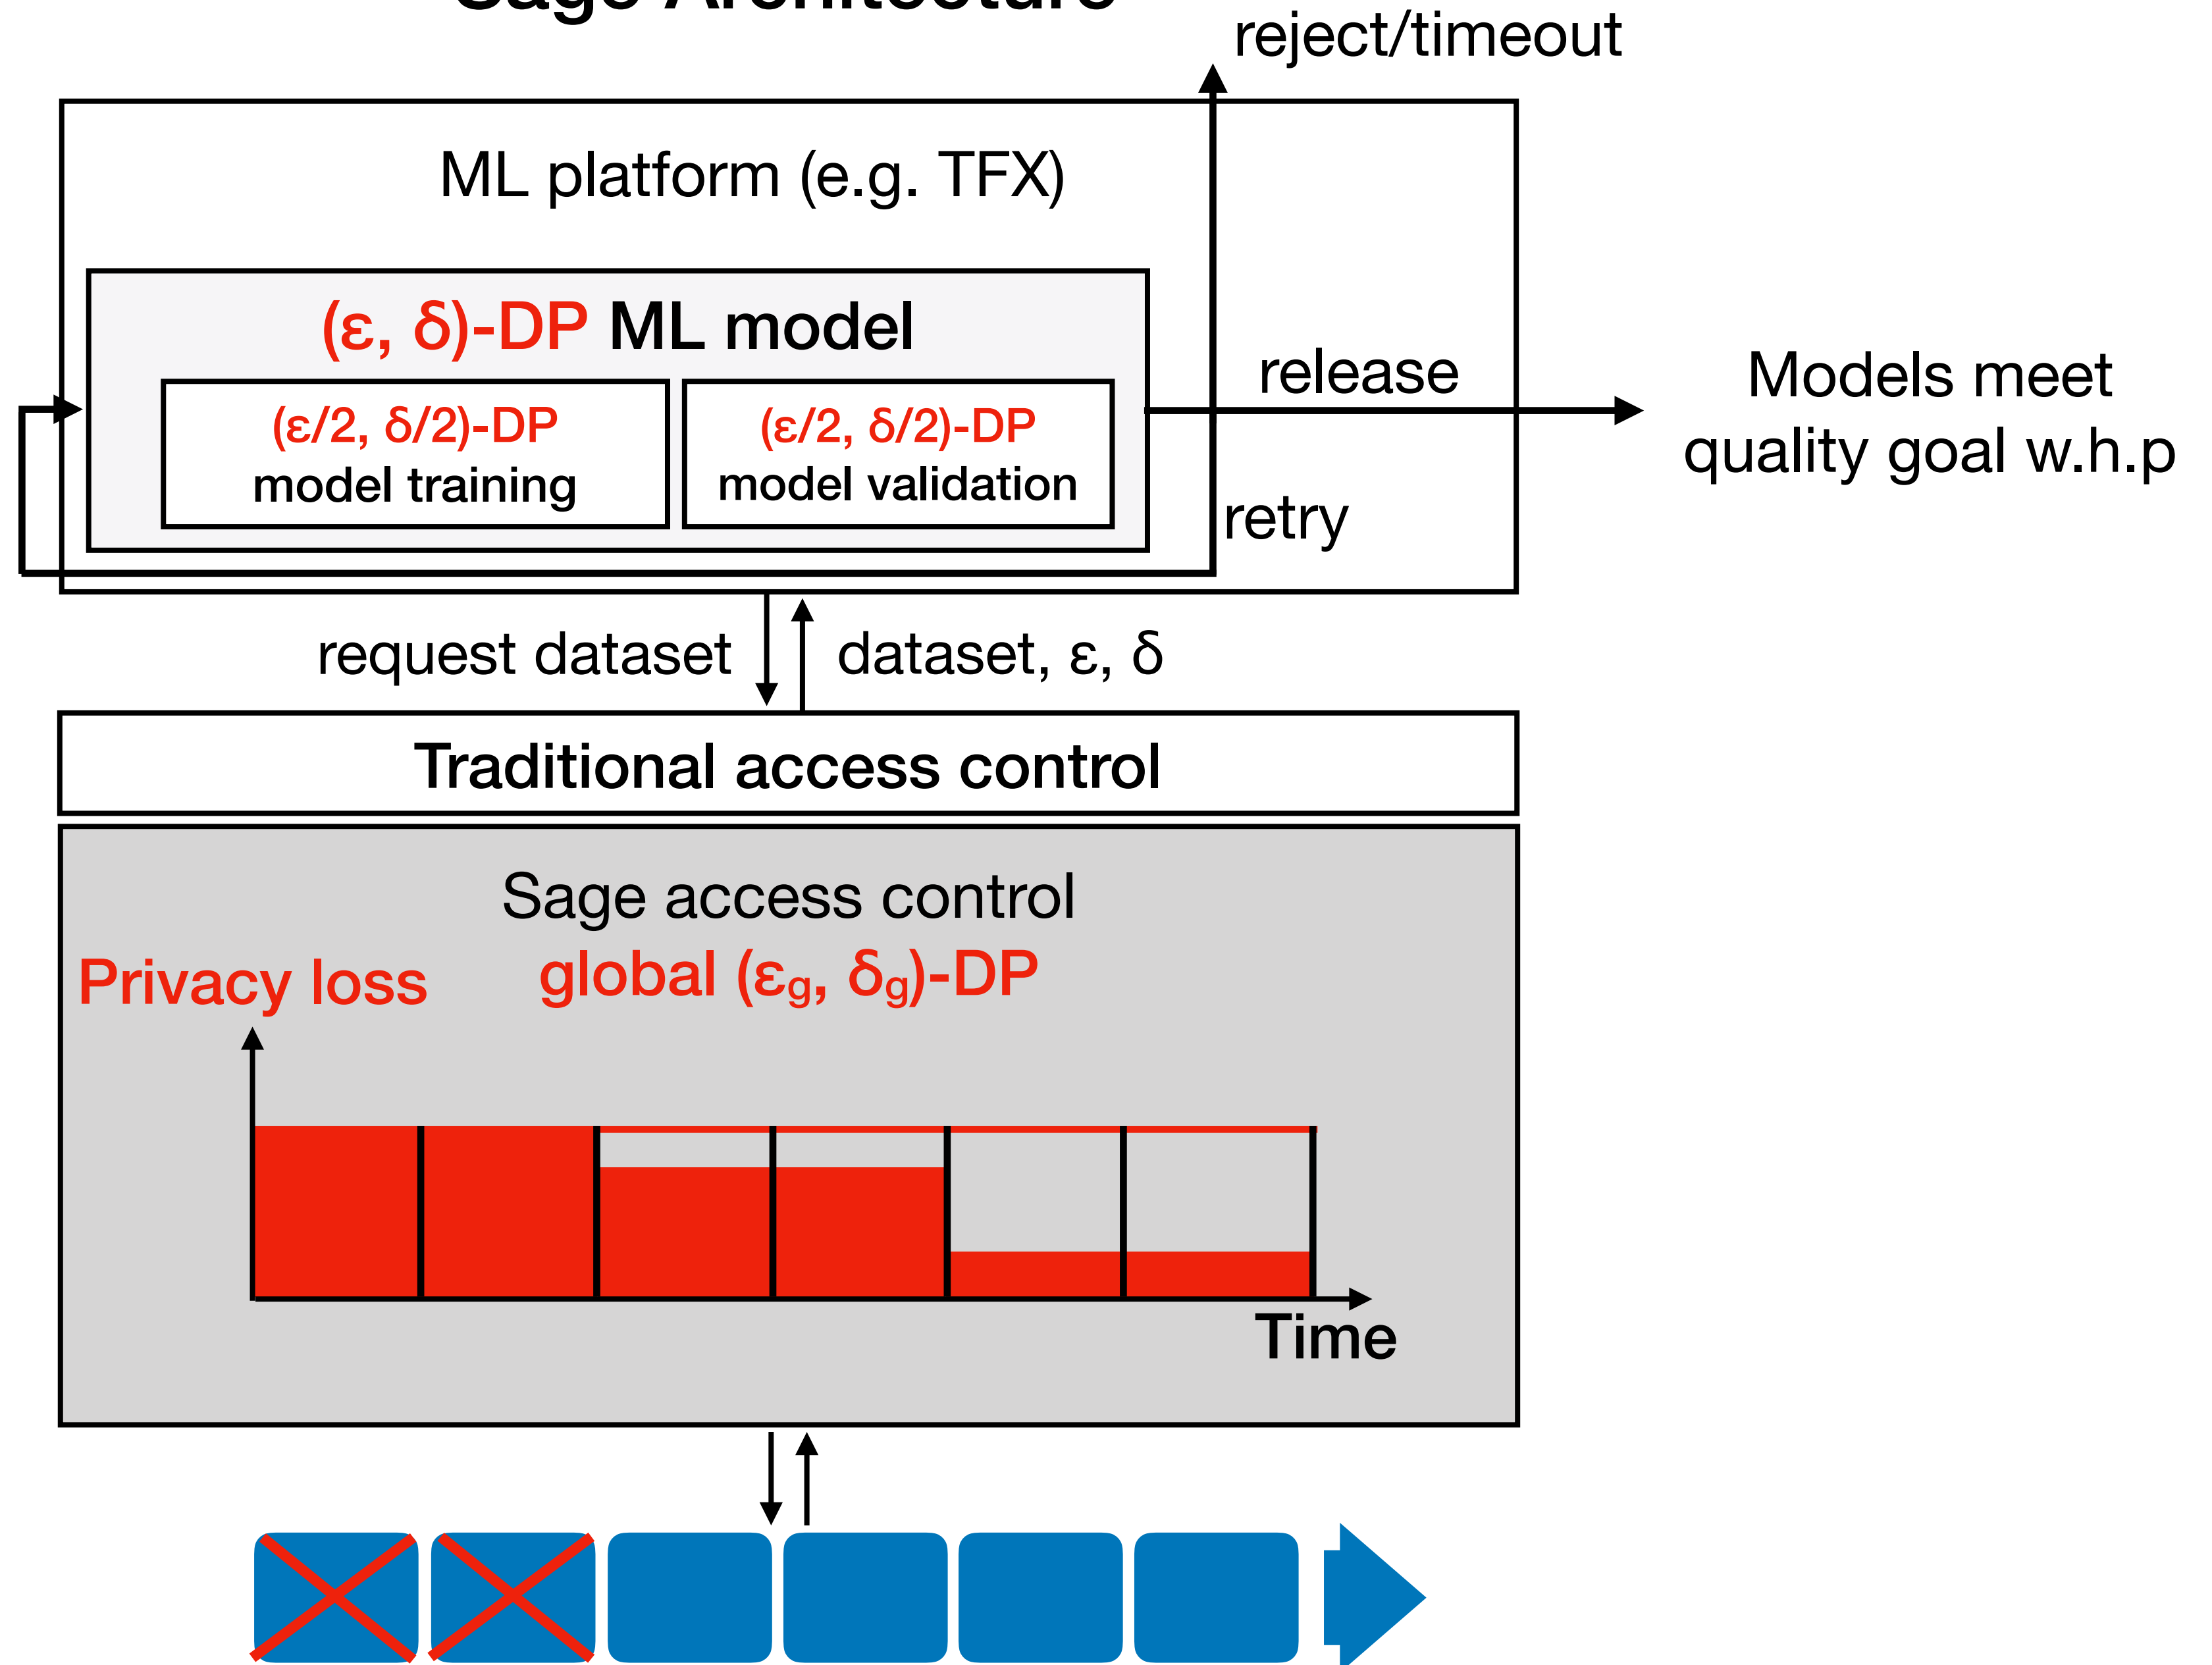 Sage Architecture
reject/timeout
ML platform (e.g. TFX)
(ε, δ)-DP ML model
(ε/2, δ/2)-DP
model training
(ε/2, δ/2)-DP
model validation
release
retry
Models meet
quality goal w.h.p
request dataset
dataset, ε, δ
Traditional access control
Sage access control
global (εg, δg)-DP
Privacy loss
Time